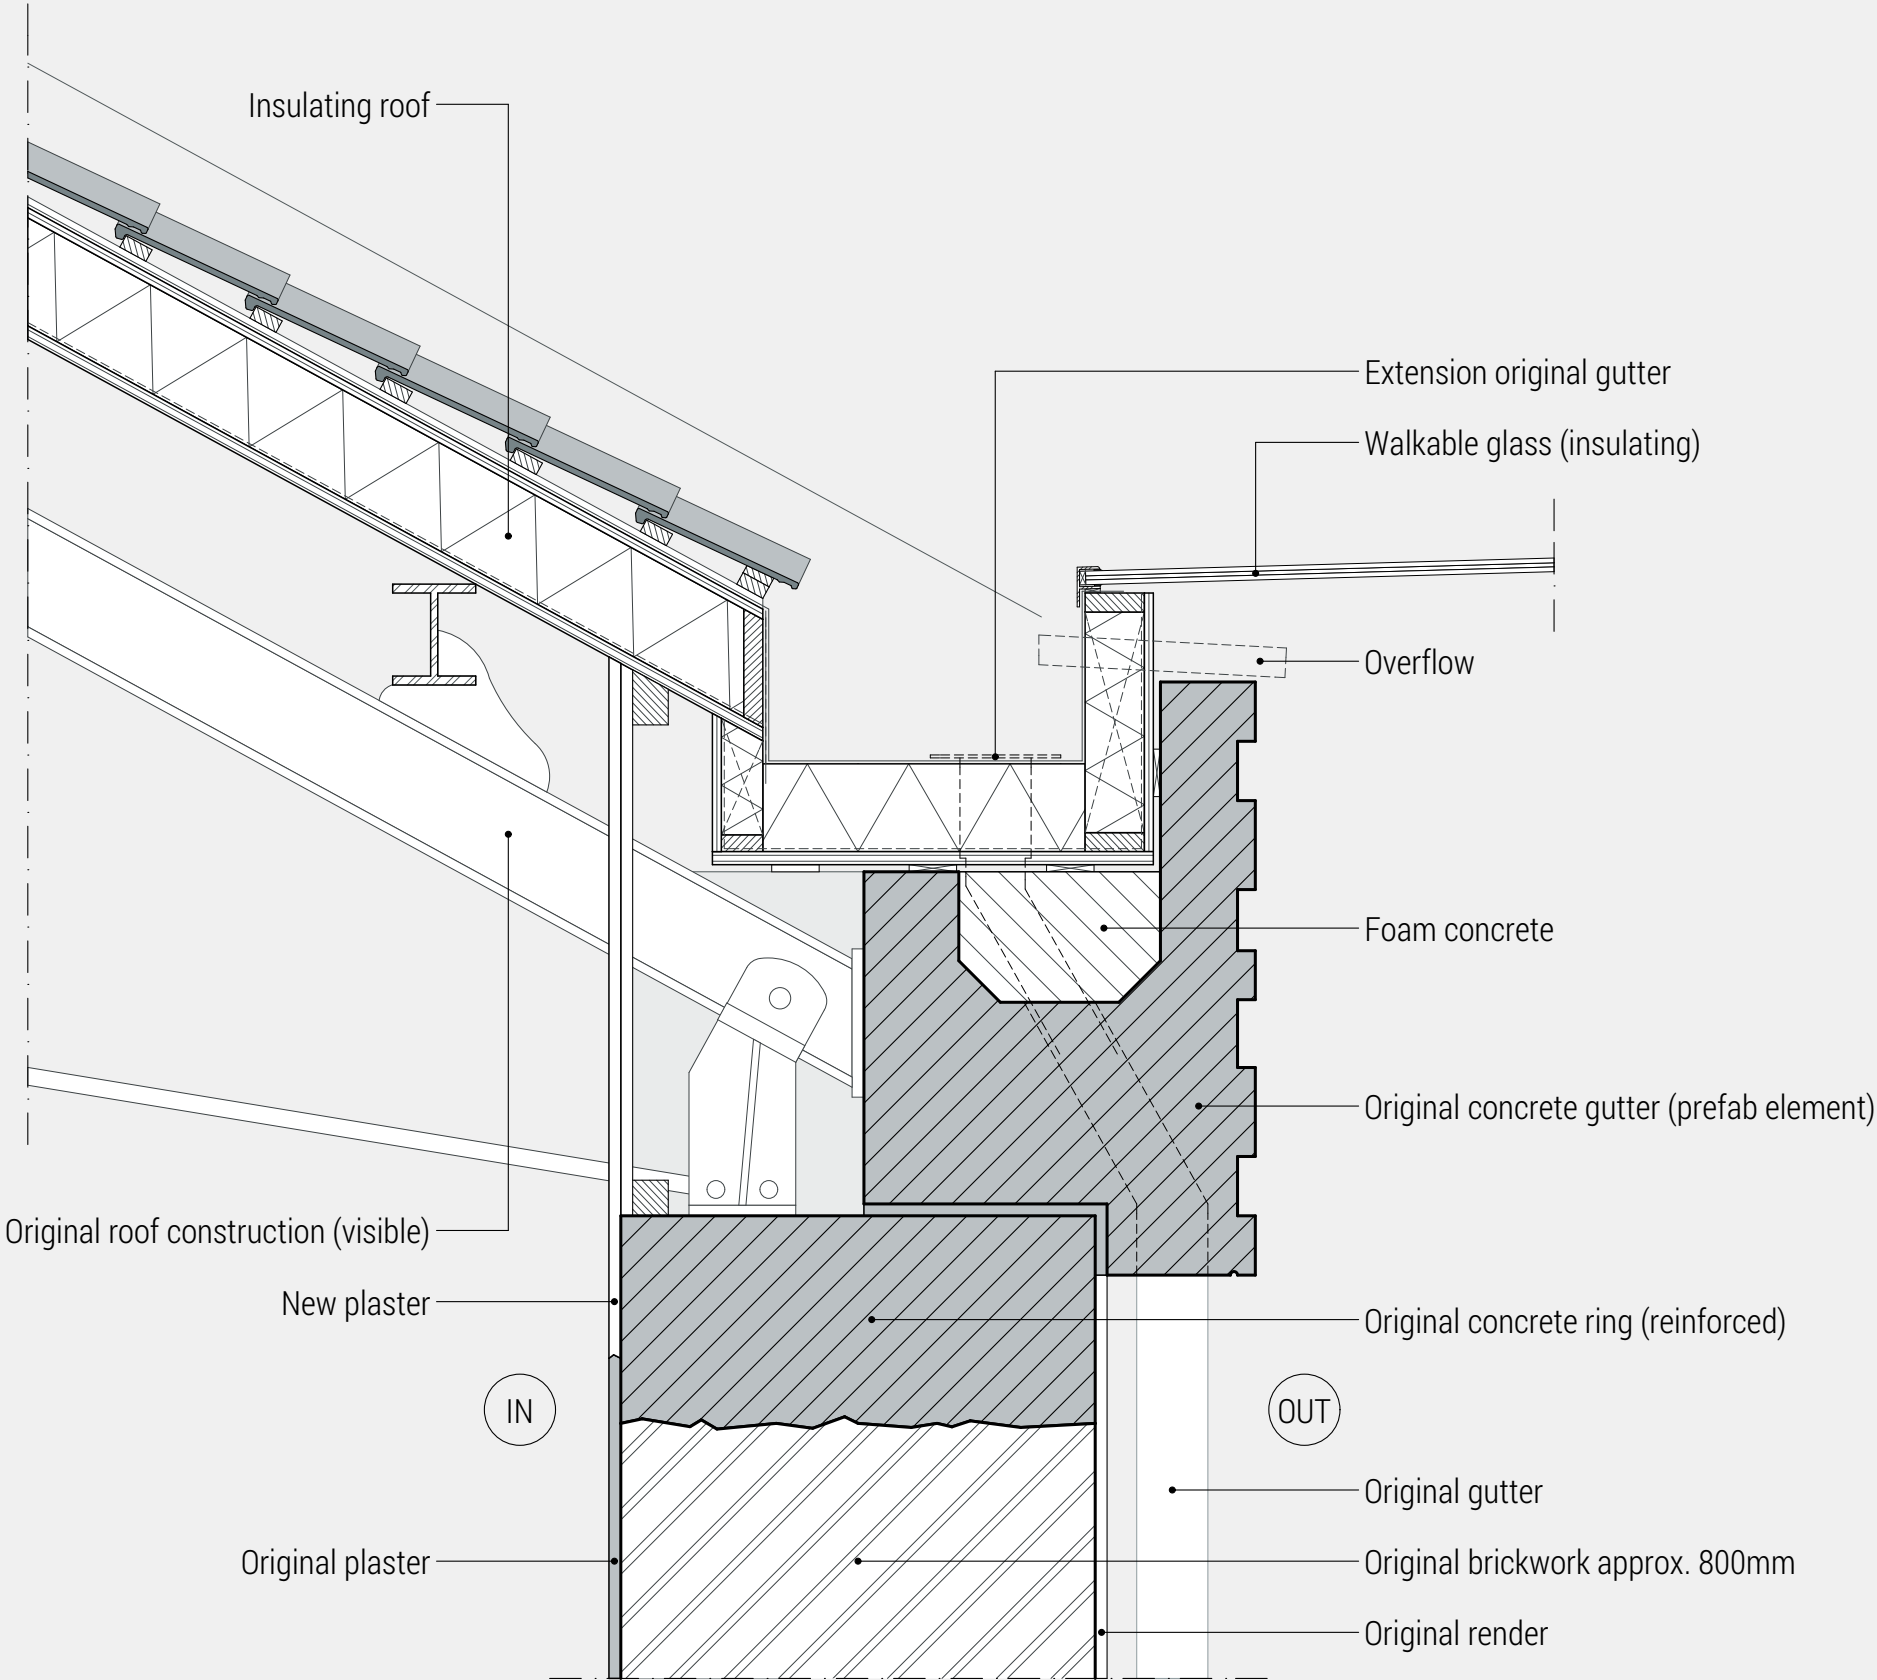 Insulating roof
Extension original gutter
Walkable glass (insulating)
Overflow
Foam concrete
Original concrete gutter (prefab element)
Original roof construction (visible)
New plaster
Original concrete ring (reinforced)
IN
OUT
Original gutter
Original plaster
Original brickwork approx. 800mm
Original render